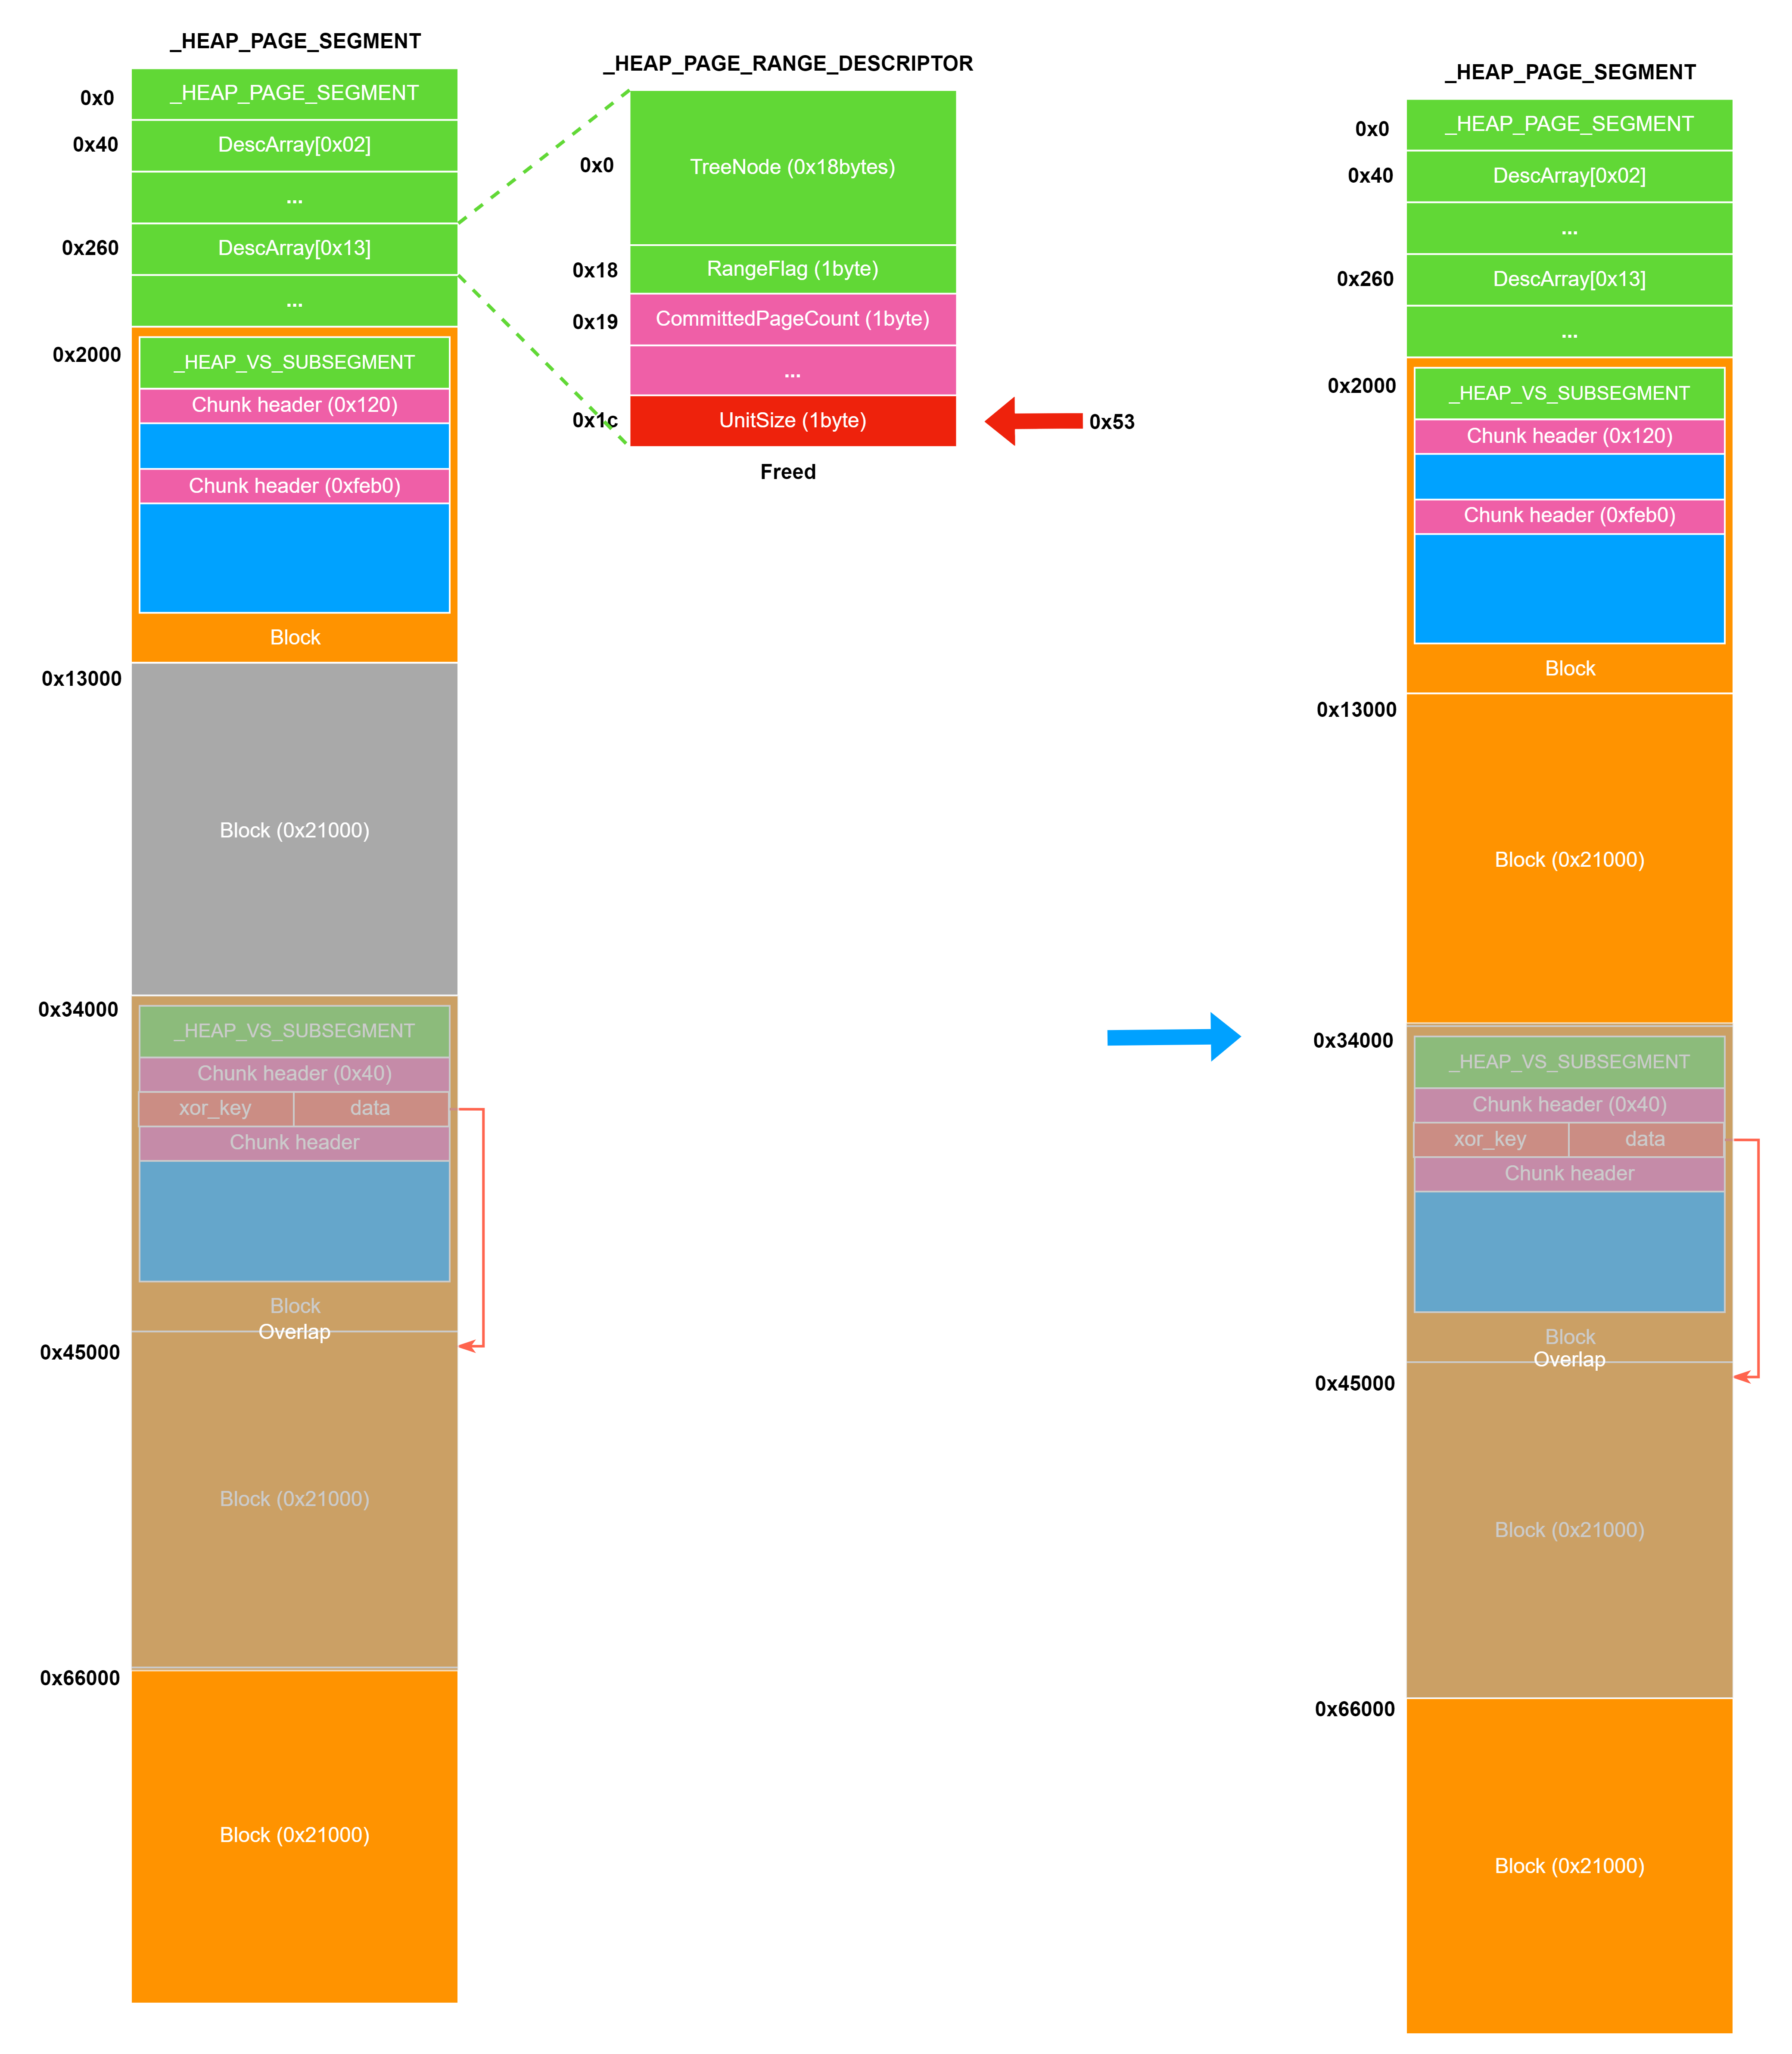 _HEAP_PAGE_SEGMENT
0x0
_HEAP_PAGE_SEGMENT
0x40
DescArray[0x02]
...
0x260
DescArray[0x13]
...
0x2000
_HEAP_VS_SUBSEGMENT
Chunk header (0x120)
Chunk header (0xfeb0)
Block
0x13000
Block (0x21000)
0x34000
_HEAP_VS_SUBSEGMENT
Chunk header (0x40)
xor_key
data
Chunk header
Block
Overlap
0x45000
Block (0x21000)
0x66000
Block (0x21000)
_HEAP_PAGE_RANGE_DESCRIPTOR
0x0
TreeNode (0x18bytes)
0x18
RangeFlag (1byte)
0x19
CommittedPageCount (1byte)
...
0x1c
UnitSize (1byte)
0x53
Freed
_HEAP_PAGE_SEGMENT
0x0
_HEAP_PAGE_SEGMENT
0x40
DescArray[0x02]
...
0x260
DescArray[0x13]
...
0x2000
_HEAP_VS_SUBSEGMENT
Chunk header (0x120)
Chunk header (0xfeb0)
Block
0x13000
Block (0x21000)
0x34000
_HEAP_VS_SUBSEGMENT
Chunk header (0x40)
xor_key
data
Chunk header
Block
Overlap
0x45000
Block (0x21000)
0x66000
Block (0x21000)